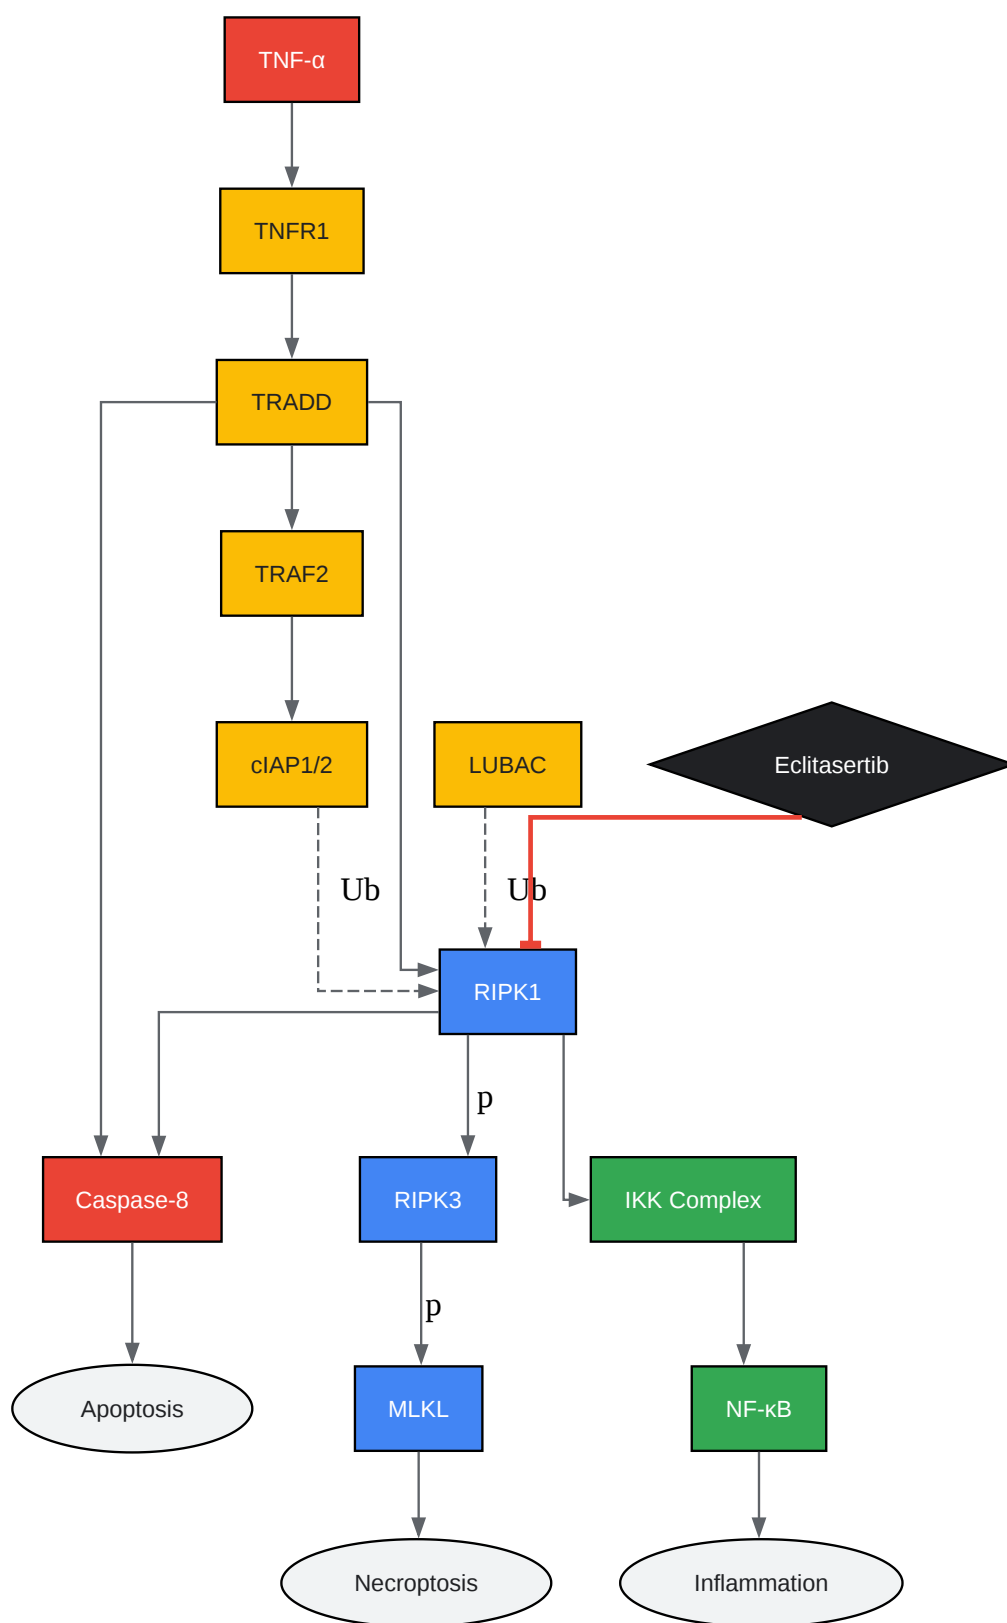 TNF-α
TNFR1
TRADD
TRAF2
cIAP1/2
LUBAC
Eclitasertib
Ub
Ub
RIPK1
p
Caspase-8
RIPK3
IKK Complex
p
Apoptosis
MLKL
NF-κB
Necroptosis
Inflammation